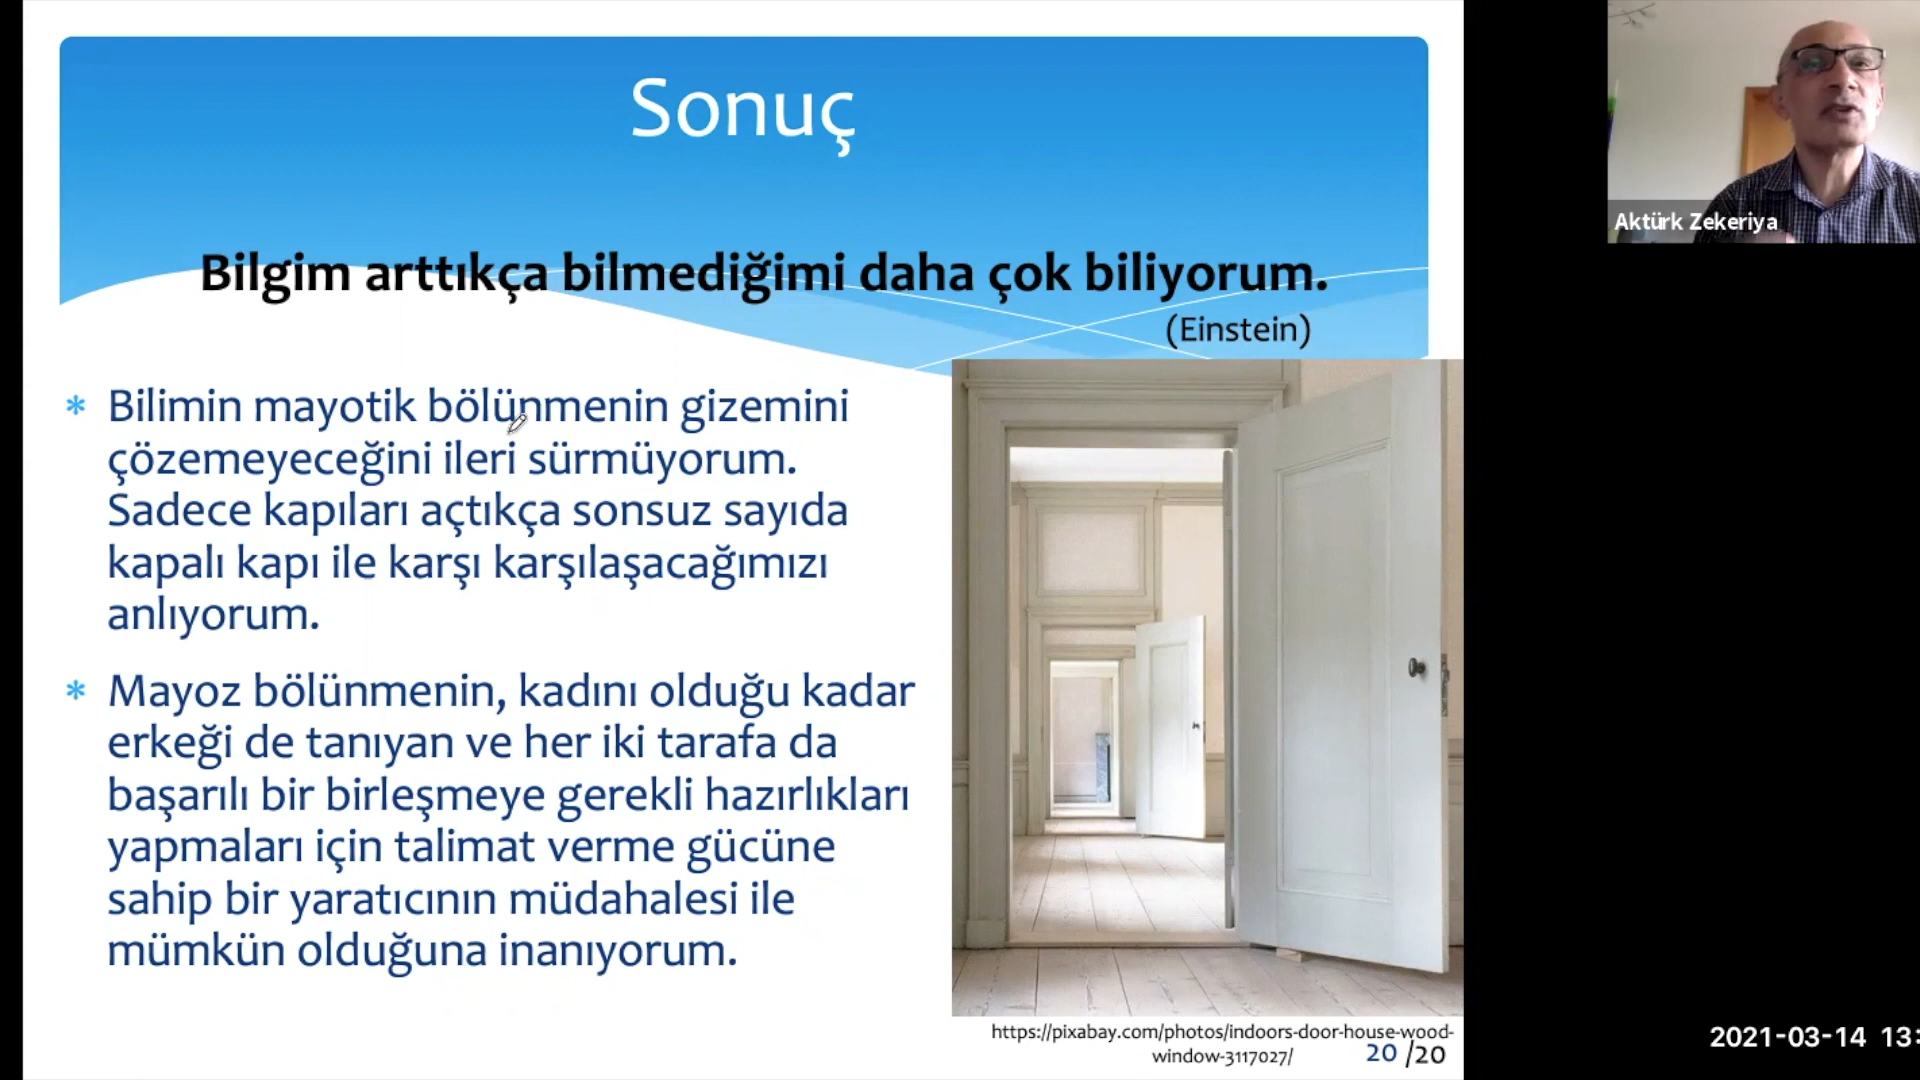 Sonuç
Bilgim arttıkça bilmediğimi daha çok biliyorum.
(Einstein)
* Bilimin mayotik bölünmenin gizemini
çözemeyeceğini ileri sürmüyorum.
Sadece kapıları açtıkça sonsuz sayıda
kapalı kapı ile karşı karşılaşacağımızı
anlıyorum.
* Mayoz bölünmenin, kadını olduğu kadar
erkeği de tanıyan ve her iki tarafa da
başarılı bir birleşmeye gerekli hazırlıkları
yapmaları için talimat verme gücüne
sahip bir yaratıcının müdahalesi ile
mümkün olduğuna inanıyorum.
https://pixabay.com/photos/indoors-door-house-wood-
window-3117027/
20 /20
Aktürk Zekeriya
2021-03-14 13: